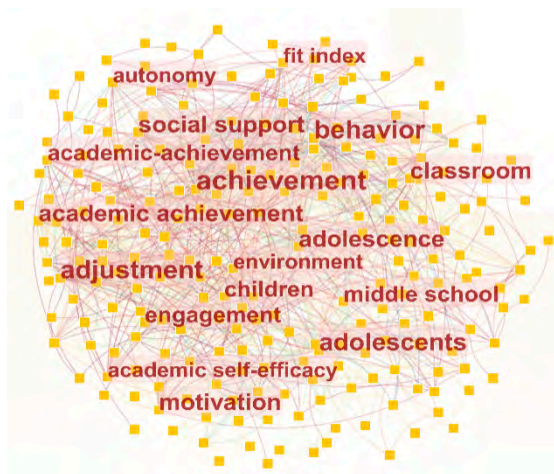 fit index
autonomy
social support
behavior
academic-achievement
classroom
achievement
academic achievement
adolescence
environment
adjustment
children
middle school
engagement
adolescents
academic self-efficacy
motivation